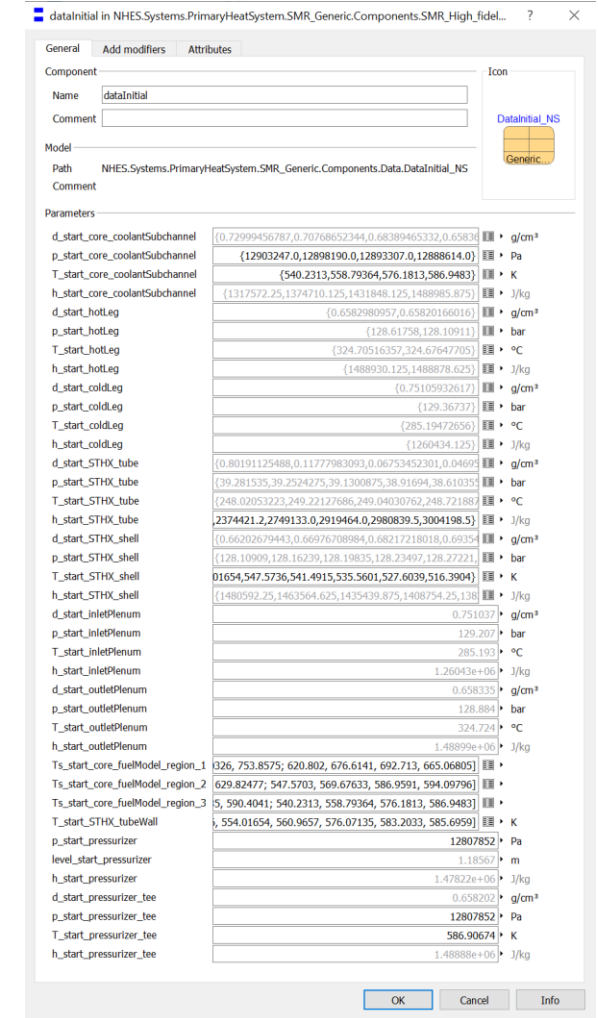 dataInitial in NHES.Systems.PrimaryHeatSystem.SMR_Generic.Components.SMR_High_fidel... ? ×
General Add modifiers Attributes
Component
Icon
Name dataInitial
Comment
DataInitial_NS
Generic...
Model
Path NHES.Systems.PrimaryHeatSystem.SMR_Generic.Components.Data.DataInitial_NS
Comment
Parameters
d_start_core_coolantSubchannel {0.72999456787,0.70768652344,0.68389465332,0.65836 g/cm³
p_start_core_coolantSubchannel {12903247.0,12898190.0,12893307.0,12888614.0} Pa
T_start_core_coolantSubchannel {540.2313,558.79364,576.1813,586.9483} K
h_start_core_coolantSubchannel {1317572.25,1374710.125,1431848.125,1488985.875} J/kg
d_start_hotLeg {0.6582980957,0.65820166016} g/cm³
p_start_hotLeg {128.61758,128.10911} bar
T_start_hotLeg {324.70516357,324.67647705} °C
h_start_hotLeg {1488930.125,1488878.625} J/kg
d_start_coldLeg {0.75105932617} g/cm³
p_start_coldLeg {129.36737} bar
T_start_coldLeg {285.19472656} °C
h_start_coldLeg {1260434.125} J/kg
d_start_STHX_tube {0.80191125488,0.11777983093,0.06753452301,0.04695 g/cm³
p_start_STHX_tube {39.281535,39.2524275,39.1300875,38.91694,38.610355 bar
T_start_STHX_tube {248.02053223,249.22127686,249.04030762,248.721887 °C
h_start_STHX_tube ,2374421.2,2749133.0,2919464.0,2980839.5,3004198.5} J/kg
d_start_STHX_shell {0.66202679443,0.66976708984,0.68217218018,0.69354 g/cm³
p_start_STHX_shell {128.10909,128.16239,128.19835,128.23497,128.27221, bar
T_start_STHX_shell 01654,547.5736,541.4915,535.5601,527.6039,516.3904} K
h_start_STHX_shell {1480592.25,1463564.625,1435439.875,1408754.25,138 J/kg
d_start_inletPlenum 0.751037 g/cm³
p_start_inletPlenum 129.207 bar
T_start_inletPlenum 285.193 °C
h_start_inletPlenum 1.26043e+06 J/kg
d_start_outletPlenum 0.658335 g/cm³
p_start_outletPlenum 128.884 bar
T_start_outletPlenum 324.724 °C
h_start_outletPlenum 1.48899e+06 J/kg
Ts_start_core_fuelModel_region_1 0326, 753.8575; 620.802, 676.6141, 692.713, 665.06805]
Ts_start_core_fuelModel_region_2 629.82477; 547.5703, 569.67633, 586.9591, 594.09796]
Ts_start_core_fuelModel_region_3 5, 590.4041; 540.2313, 558.79364, 576.1813, 586.9483]
T_start_STHX_tubeWall , 554.01654, 560.9657, 576.07135, 583.2033, 585.6959] K
p_start_pressurizer 12807852 Pa
level_start_pressurizer 1.18567 m
h_start_pressurizer 1.47822e+06 J/kg
d_start_pressurizer_tee 0.658202 g/cm³
p_start_pressurizer_tee 12807852 Pa
T_start_pressurizer_tee 586.90674 K
h_start_pressurizer_tee 1.48888e+06 J/kg
OK Cancel Info